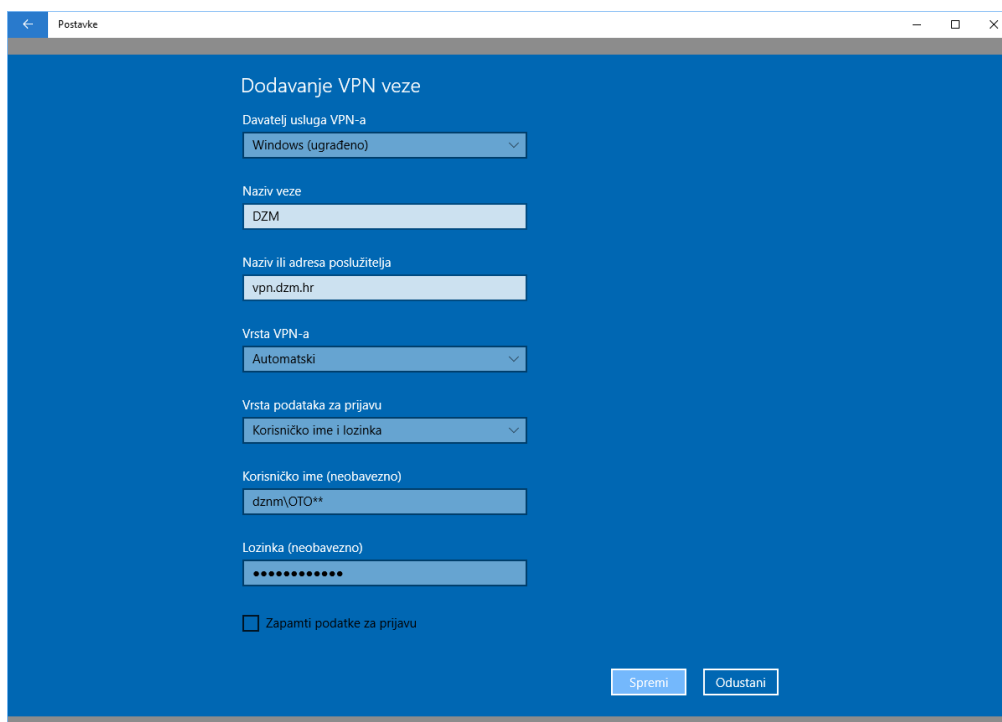 Postavke
Dodavanje VPN veze
Davatelj usluga VPN-a
Windows (ugrađeno)
Naziv veze
DZM
Naziv ili adresa poslužitelja
vpn.dzm.hr
Vrsta VPN-a
Automatski
Vrsta podataka za prijavu
Korisničko ime i lozinka
Korisničko ime (neobavezno)
dznm\OTO**
Lozinka (neobavezno)
●●●●●●●●●●●●
Zapamti podatke za prijavu
Spremi Odustani